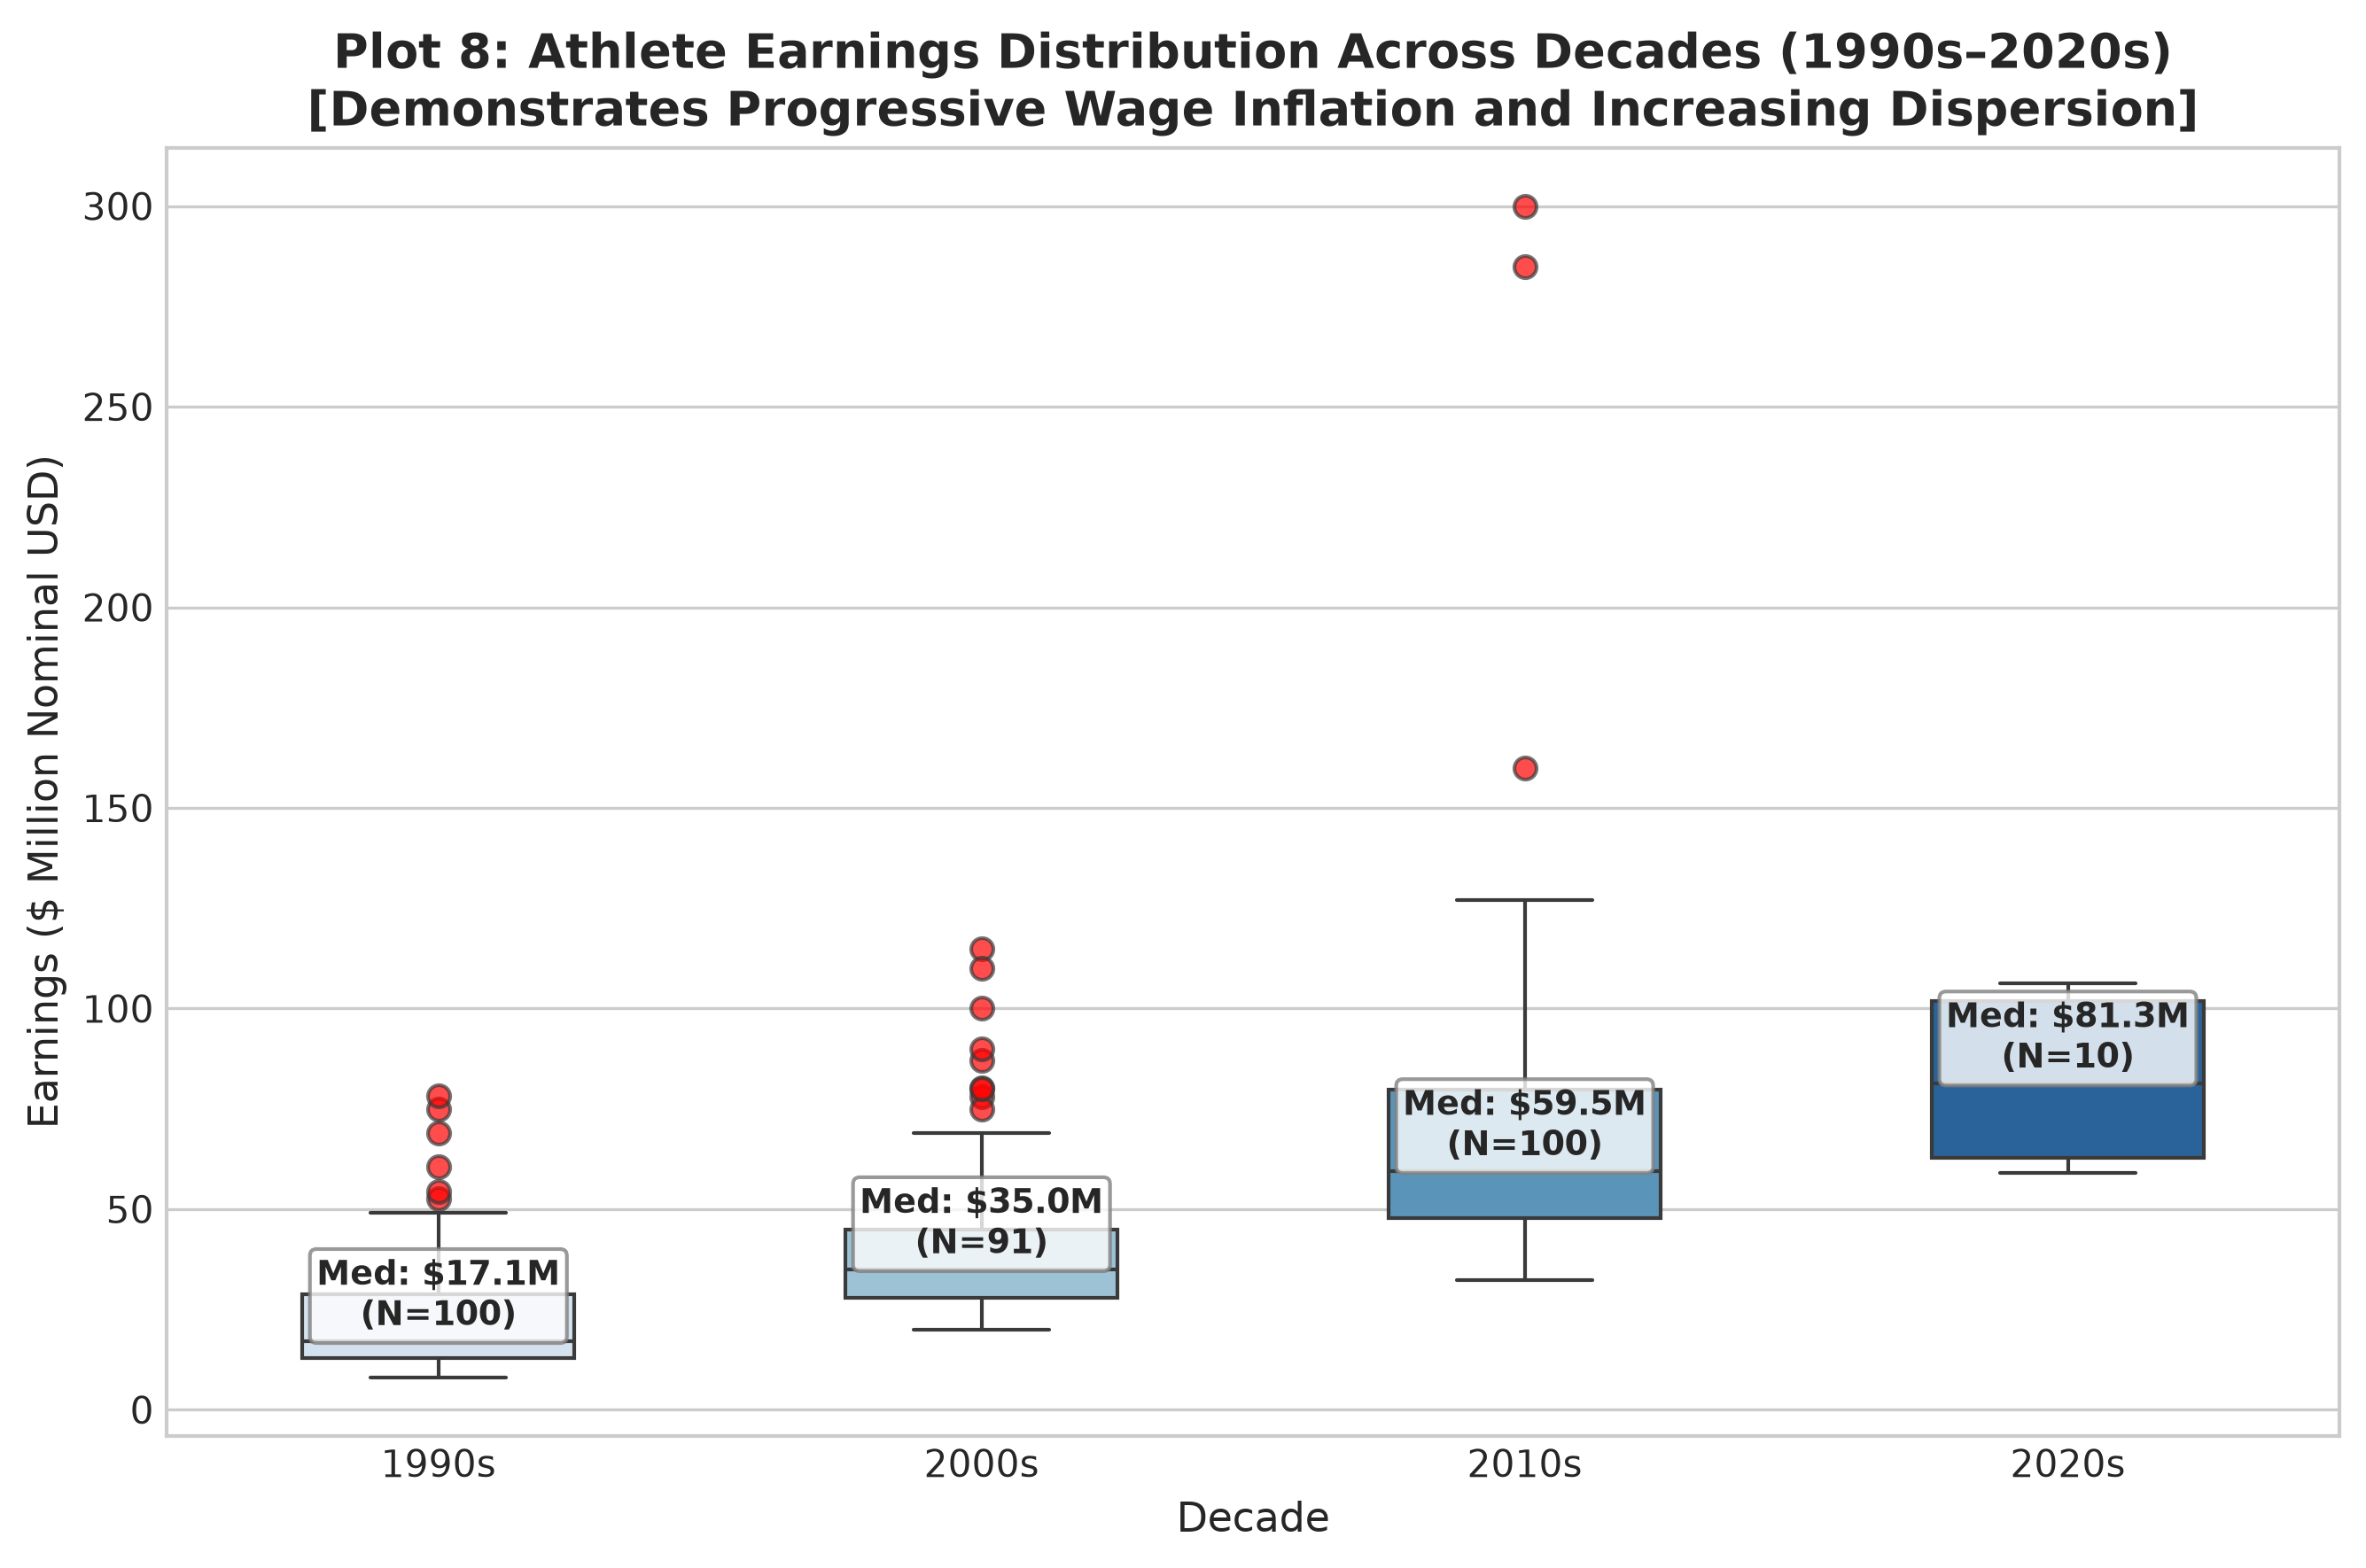 Plot 8: Athlete Earnings Distribution Across Decades (1990s–2020s)
[Demonstrates Progressive Wage Inflation and Increasing Dispersion]
Earnings ($ Million Nominal USD)
300
250
200
150
100
50
0
Med: $17.1M
(N=100)
Med: $35.0M
(N=91)
Med: $59.5M
(N=100)
Med: $81.3M
(N=10)
1990s
2000s
2010s
2020s
Decade